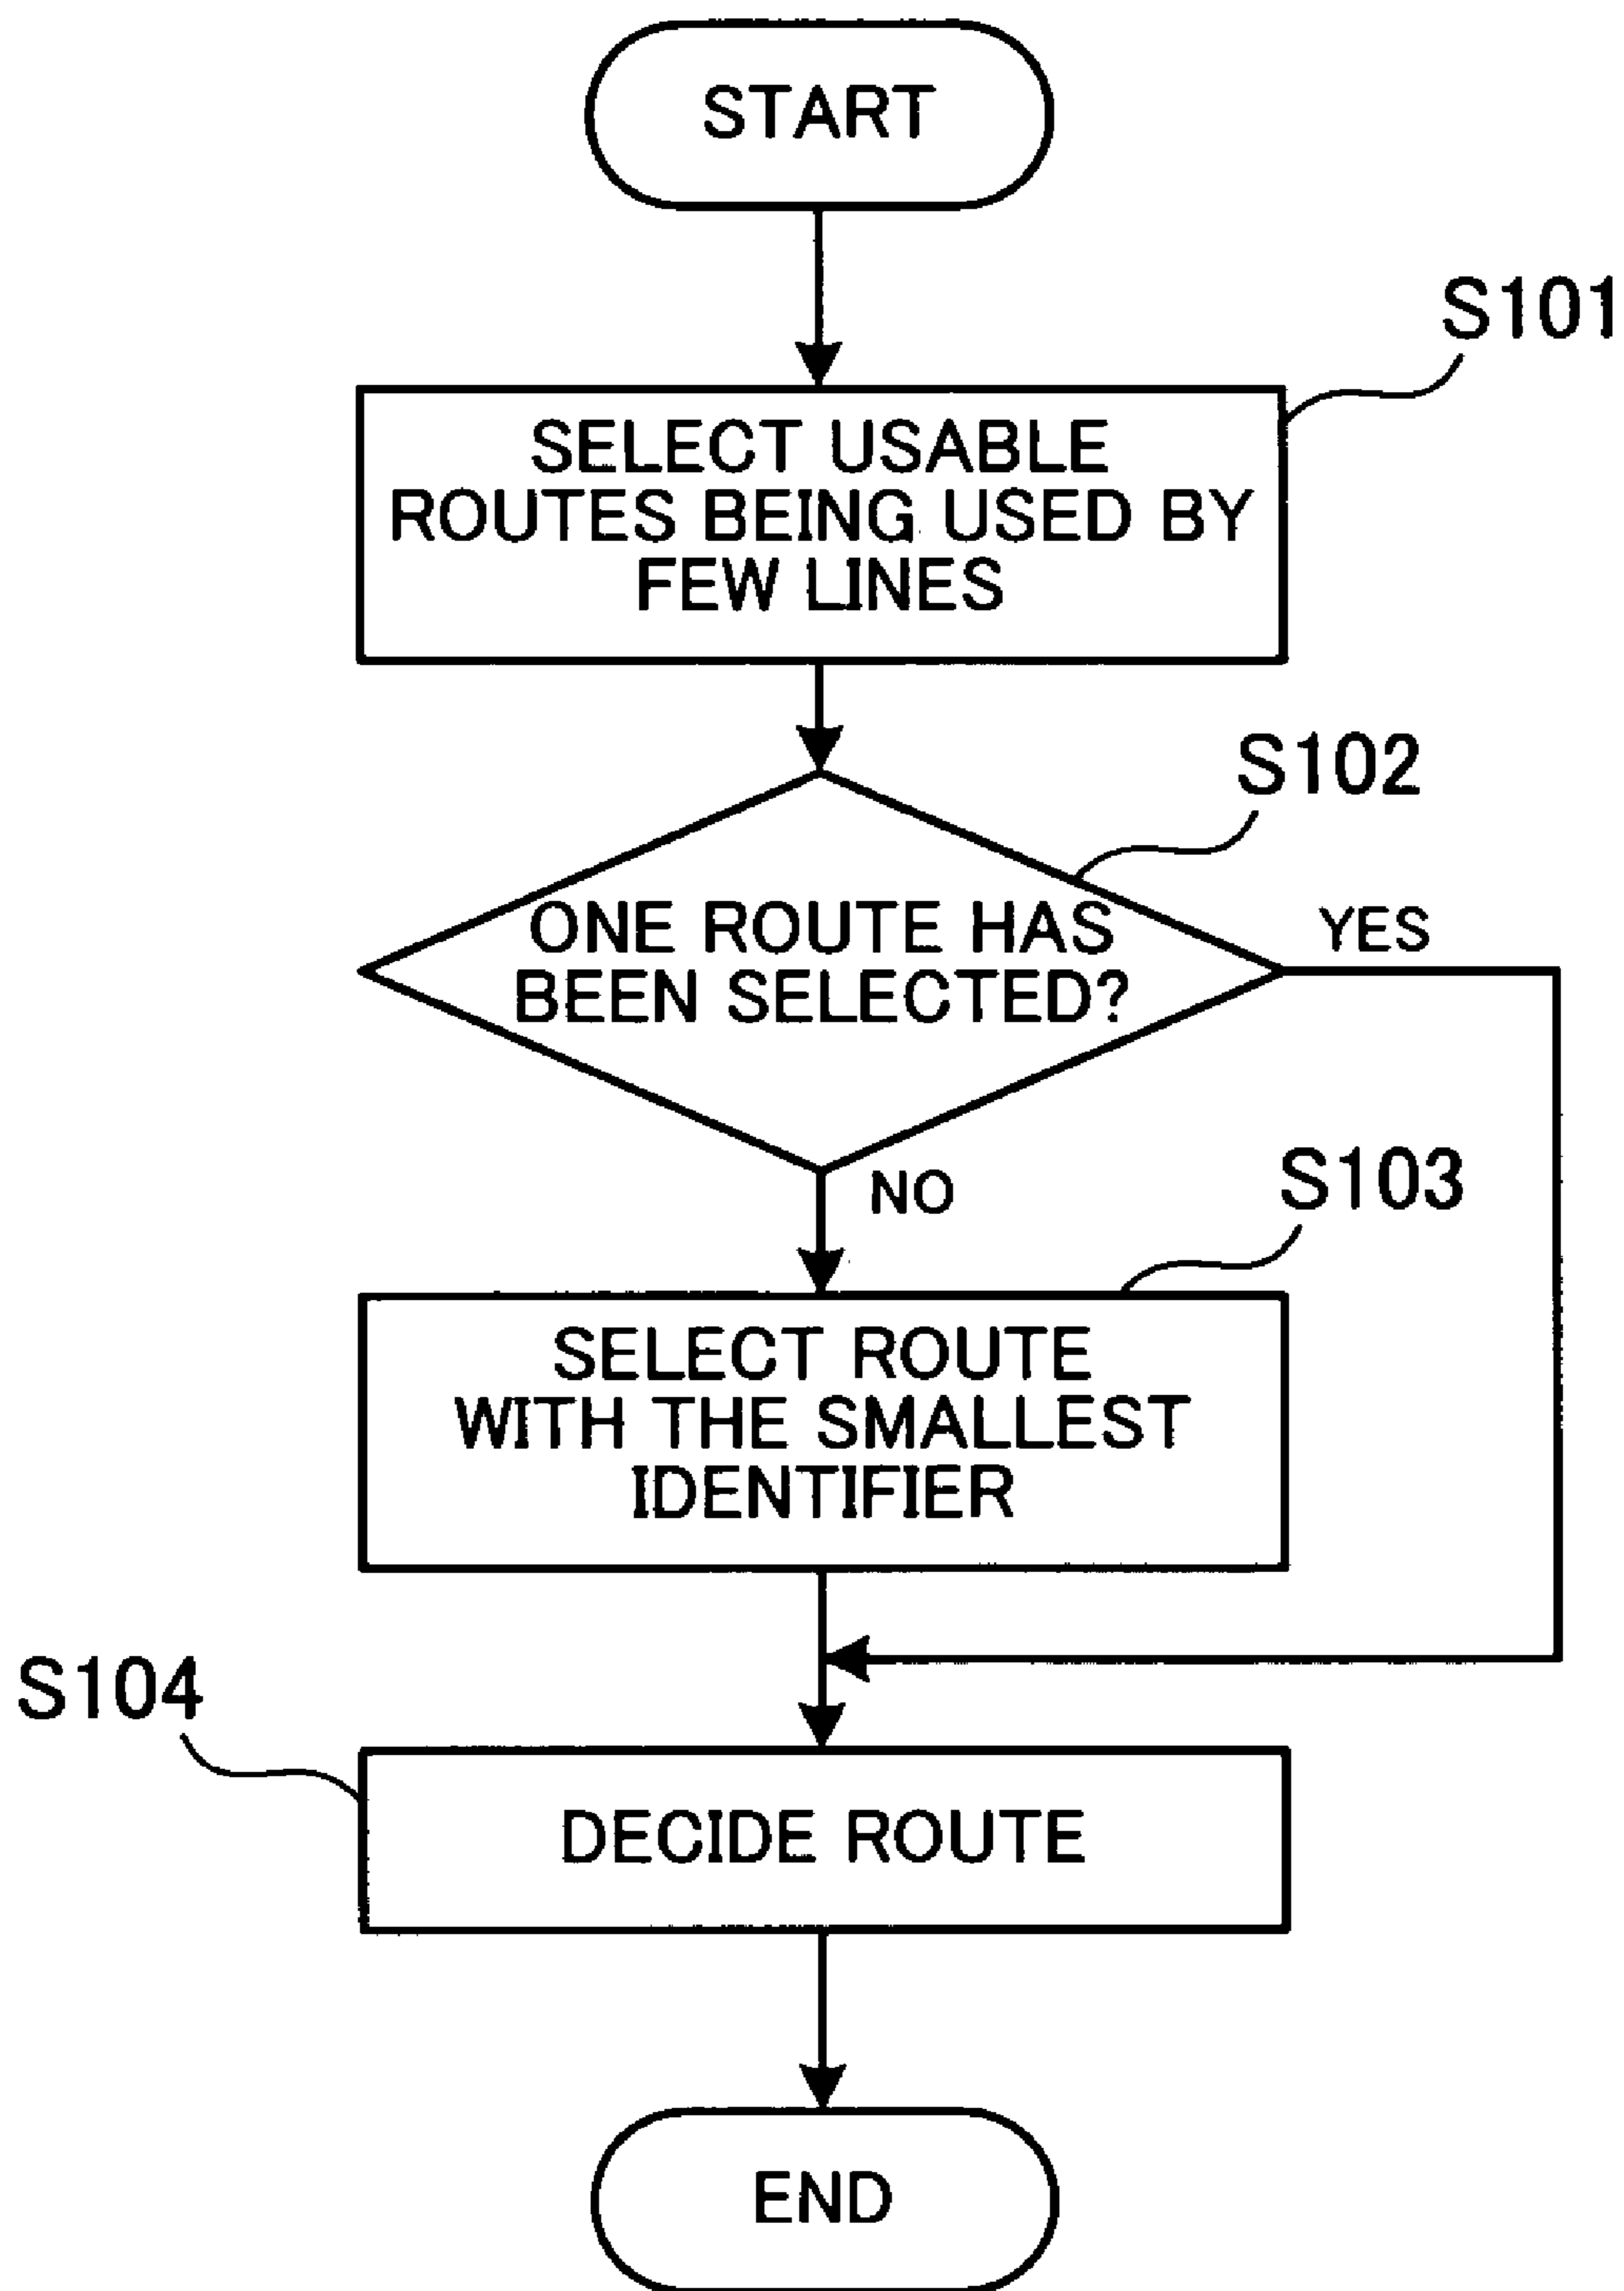 START
S101
SELECT USABLE
ROUTES BEING USED BY
FEW LINES
S102
ONE ROUTE HAS
BEEN SELECTED?
YES
NO
S103
SELECT ROUTE
WITH THE SMALLEST
IDENTIFIER
S104
DECIDE ROUTE
END